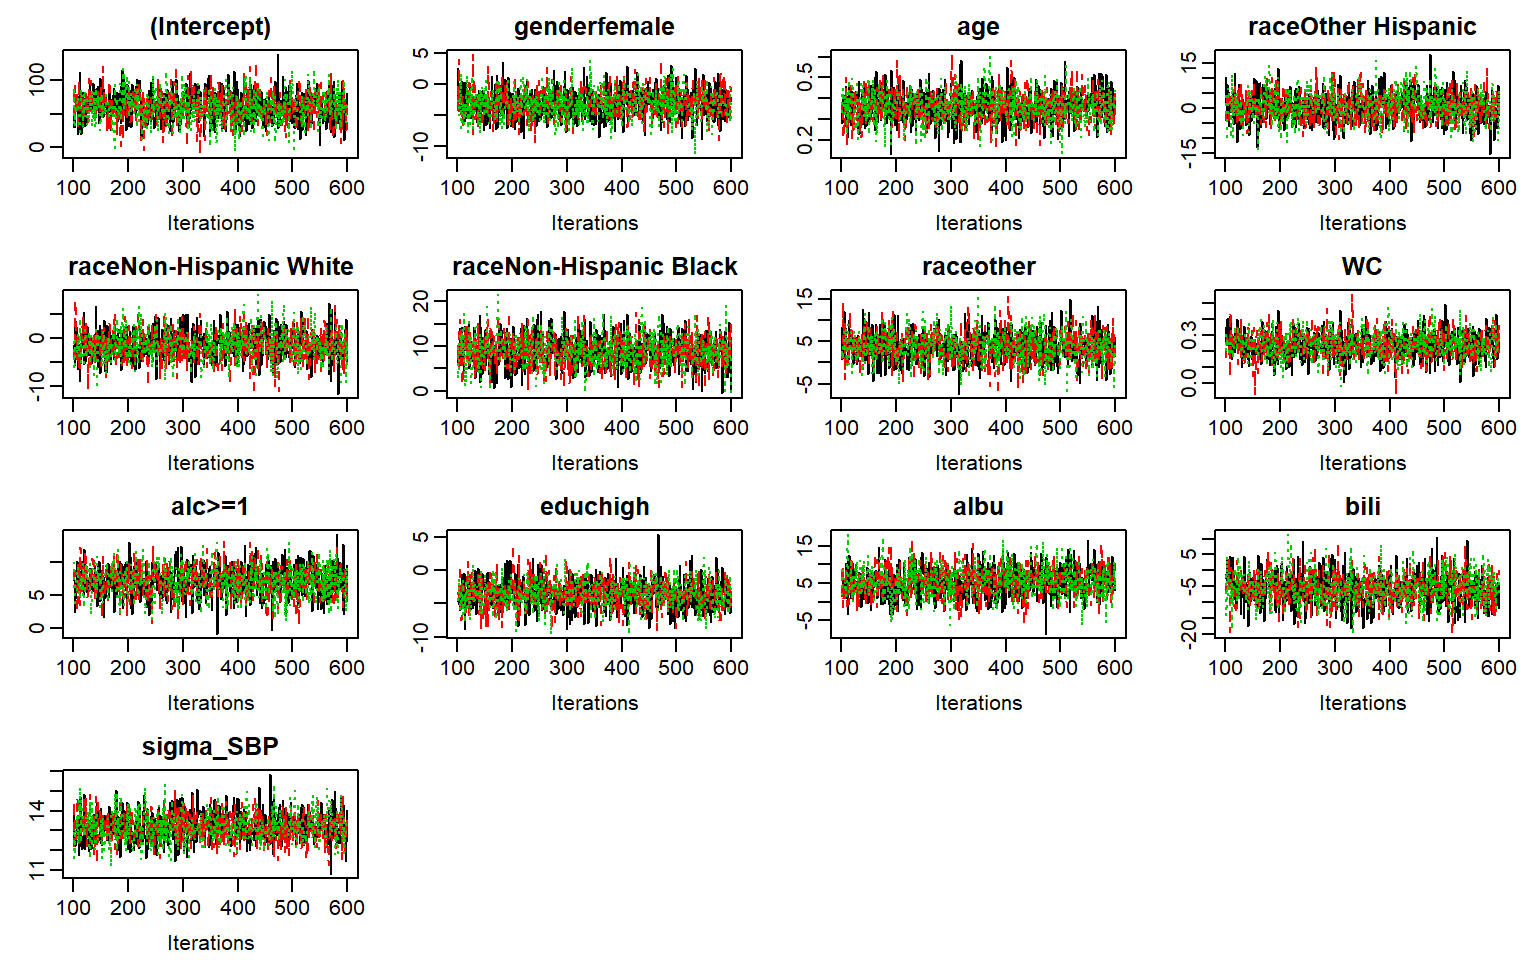 (Intercept) genderfemale age raceOther Hispanic
0 100 -10 0 5 0.2 0.5 -15 0 15
100 200 300 400 500 600 100 200 300 400 500 600 100 200 300 400 500 600 100 200 300 400 500 600
Iterations Iterations Iterations Iterations
raceNon-Hispanic White raceNon-Hispanic Black raceother WC
-10 0 0 10 20 -5 5 15 0.0 0.3
100 200 300 400 500 600 100 200 300 400 500 600 100 200 300 400 500 600 100 200 300 400 500 600
Iterations Iterations Iterations Iterations
alc>=1 educhigh albu bili
0 5 -10 0 5 -5 5 15 -20 -5 5
100 200 300 400 500 600 100 200 300 400 500 600 100 200 300 400 500 600 100 200 300 400 500 600
Iterations Iterations Iterations Iterations
sigma_SBP
11 14
100 200 300 400 500 600
Iterations